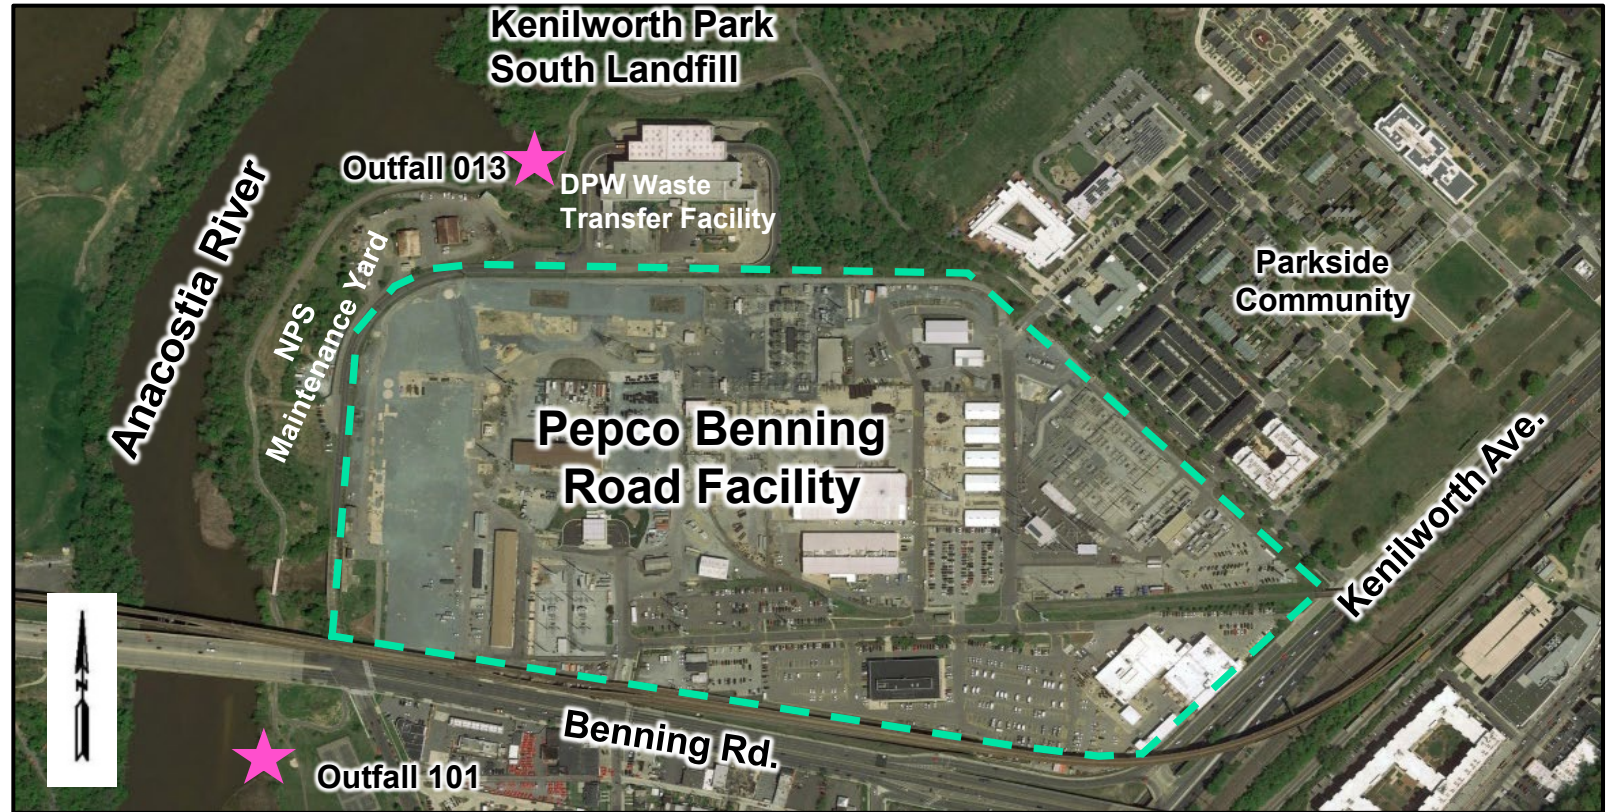 Kenilworth Park
South Landfill
Outfall 013
DPW Waste
Transfer Facility
Anacostia River
NPS
Maintenance Yard
Parkside
Community
Pepco Benning
Road Facility
Kenilworth Ave.
N
Benning Rd.
Outfall 101